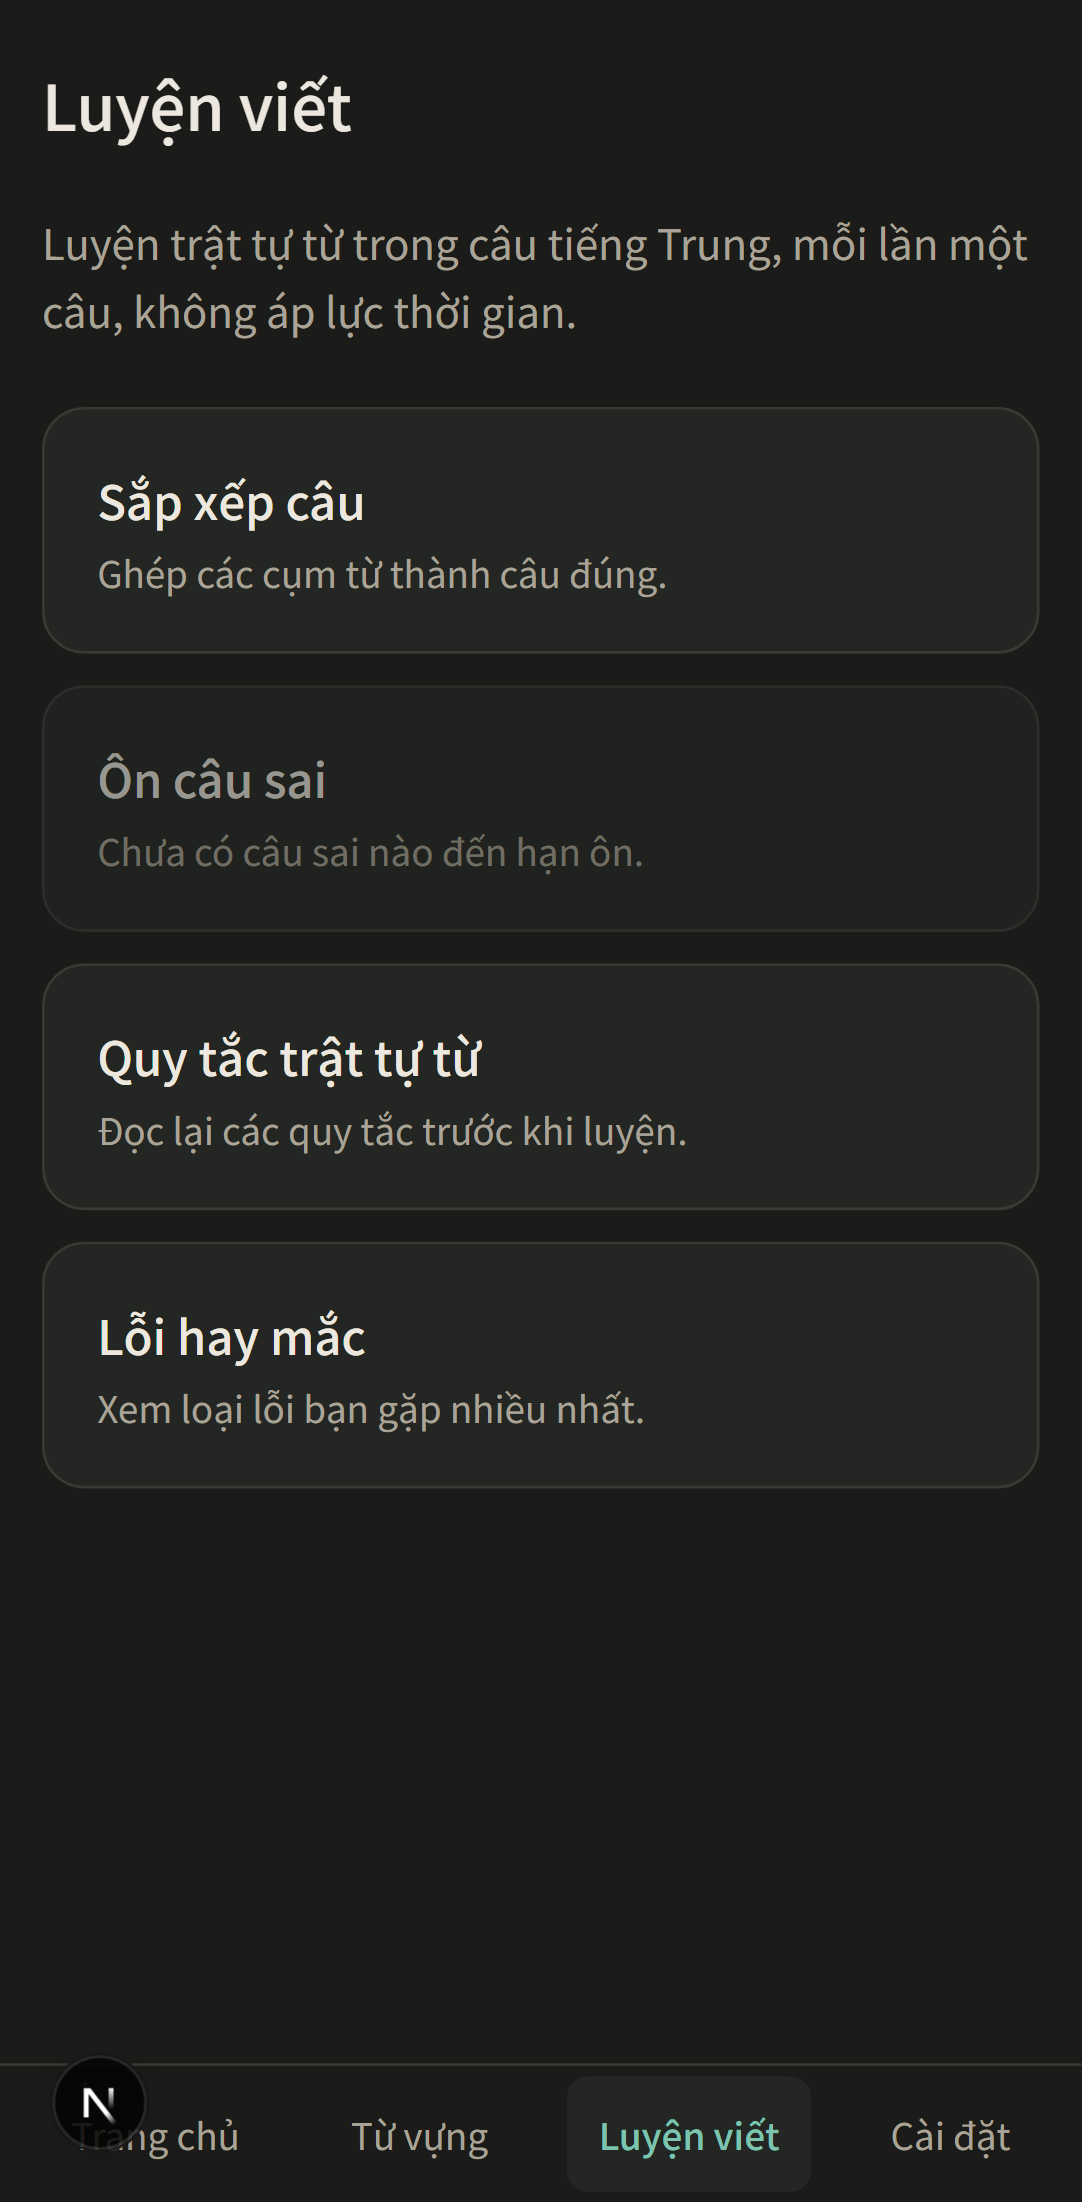 Luyện viết
Luyện trật tự từ trong câu tiếng Trung, mỗi lần một
câu, không áp lực thời gian.
Sắp xếp câu
Ghép các cụm từ thành câu đúng.
Ôn câu sai
Chưa có câu sai nào đến hạn ôn.
Quy tắc trật tự từ
Đọc lại các quy tắc trước khi luyện.
Lỗi hay mắc
Xem loại lỗi bạn gặp nhiều nhất.
N
Trang chủ Từ vựng Luyện viết Cài đặt